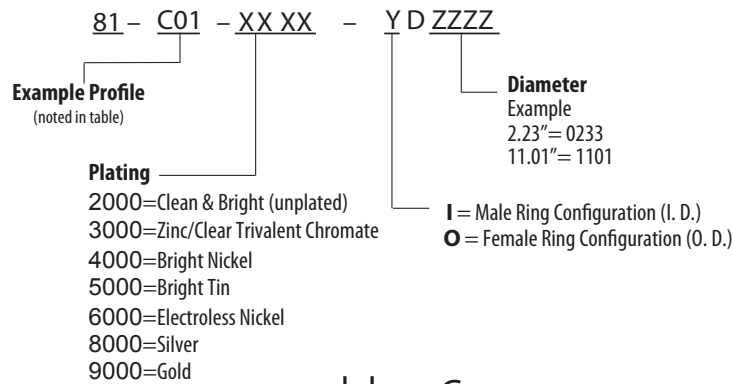 81 – C01 – XX XX – Y D ZZZZ
Example Profile
(noted in table)
Diameter
Example
2.23″= 0233
11.01″= 1101
Plating
2000=Clean & Bright (unplated)
3000=Zinc/Clear Trivalent Chromate
4000=Bright Nickel
5000=Bright Tin
6000=Electroless Nickel
8000=Silver
9000=Gold
I = Male Ring Configuration (I. D.)
O = Female Ring Configuration (O. D.)